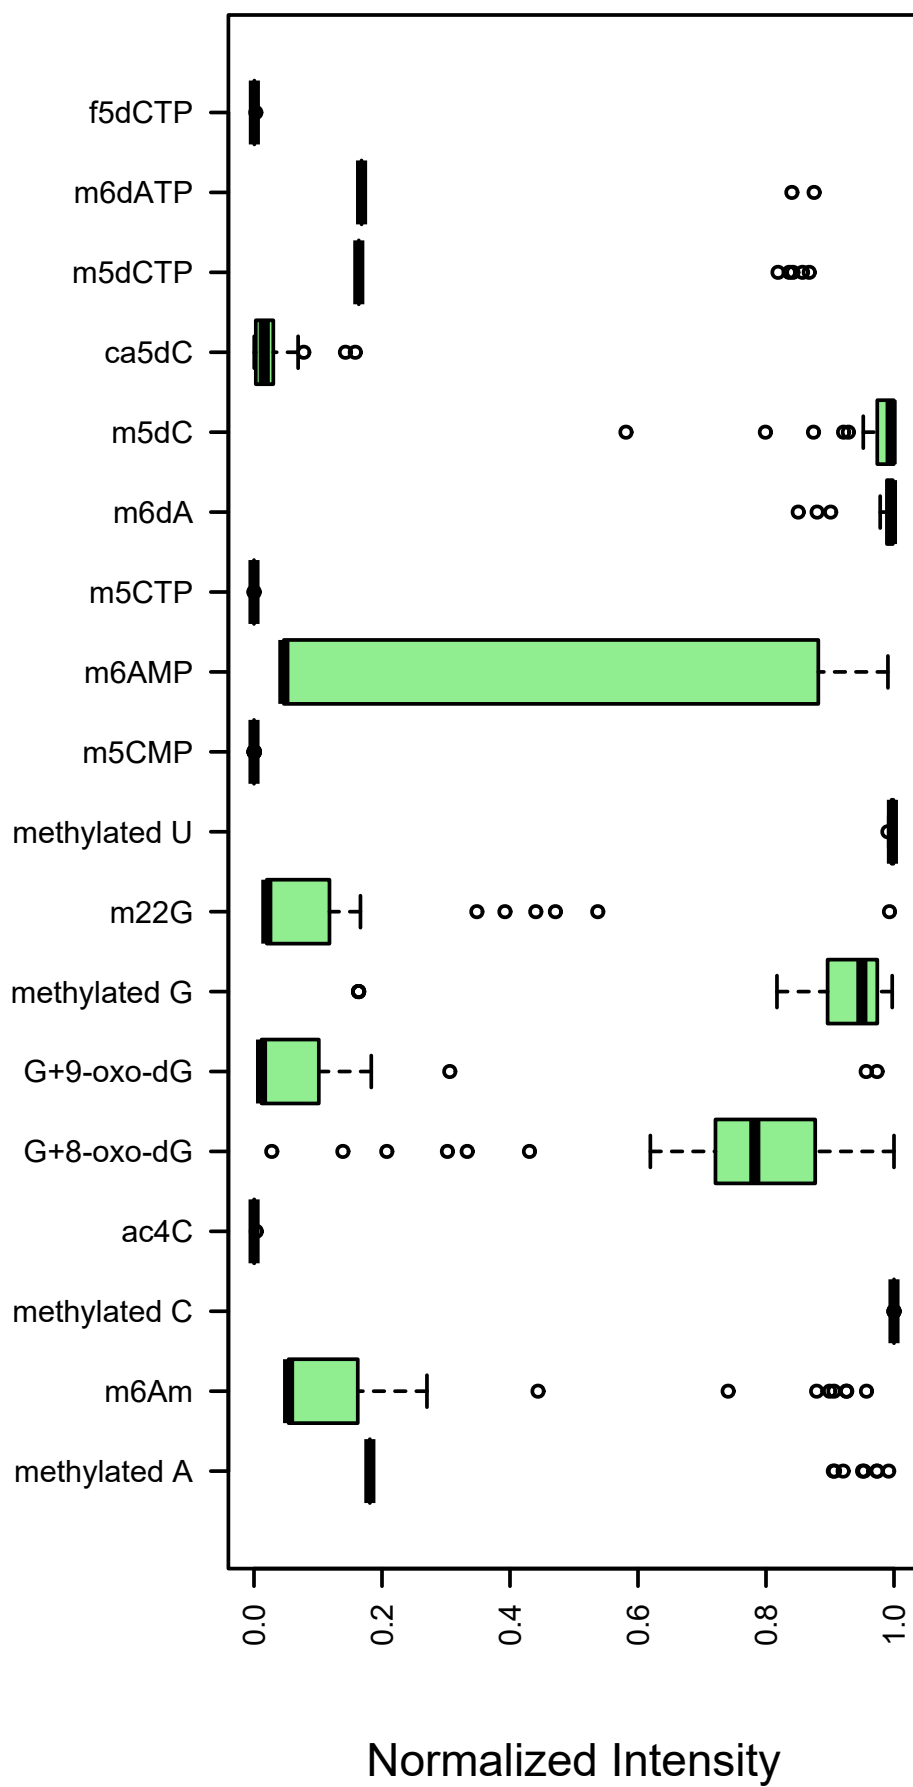 f5dCTP
m6dATP
m5dCTP
ca5dC
m5dC
m6dA
m5CTP
m6AMP
m5CMP
methylated U
m22G
methylated G
G+9-oxo-dG
G+8-oxo-dG
ac4C
methylated C
m6Am
methylated A
0.0 0.2 0.4 0.6 0.8 1.0
Normalized Intensity